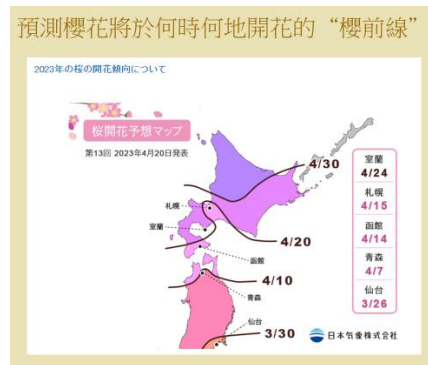 預測櫻花將於何時何地開花的“櫻前線”
2023年の桜の開花傾向について
桜開花予想マップ
第13回 2023年4月20日発表
4/30
札幌
室蘭
4/20
函館
4/10
青森
仙台
3/30
室蘭
4/24
札幌
4/15
函館
4/14
青森
4/7
仙台
3/26
日本気象株式会社